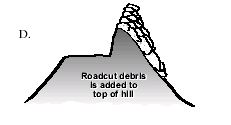 D.
Roadcut debris
is added to
top of hill